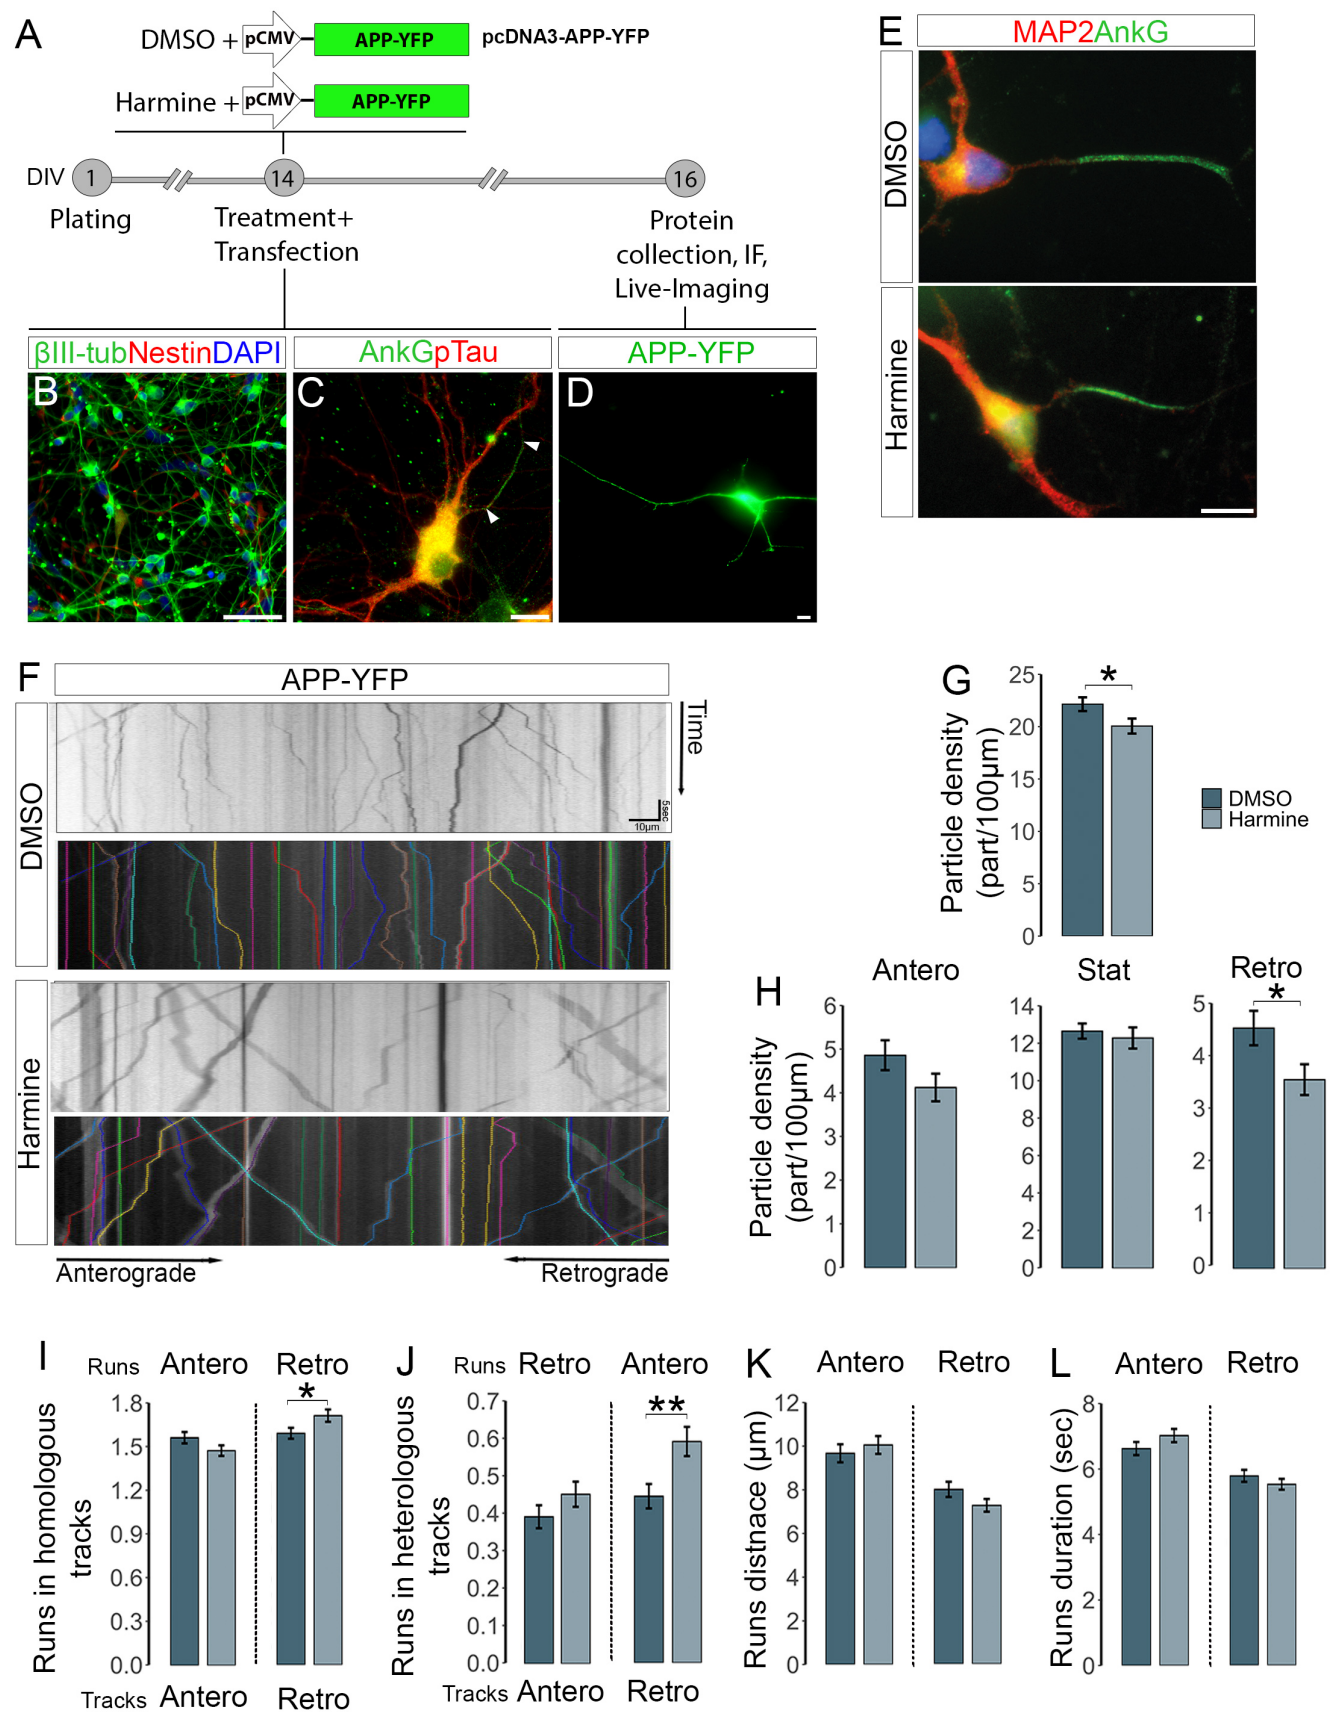 A
DMSO + pCMV APP-YFP pcDNA3-APP-YFP
Harmine + pCMV APP-YFP
DIV 1 14 16
Plating
Treatment+
Transfection
Protein
collection, IF,
Live-Imaging
βIII-tubNestinDAPI
AnkGpTau
APP-YFP
B
C
D
E
MAP2AnkG
DMSO
Harmine
F
APP-YFP
DMSO
Time
5sec
10μm
Harmine
Anterograde
Retrograde
G
Particle density
(part/100μm)
25
20
15
10
5
0
*
DMSO
Harmine
H
Particle density
(part/100μm)
Antero
6
5
4
3
2
1
0
Stat
14
12
10
8
6
4
2
0
Retro
*
5
4
3
2
1
0
I
Runs Antero Retro
Runs in homologous
tracks
1.8
1.5
1.2
0.9
0.6
0.3
0.0
*
Tracks Antero Retro
J
Runs Retro Antero
Runs in heterologous
tracks
0.7
0.6
0.5
0.4
0.3
0.2
0.1
0.0
**
Tracks Antero Retro
K
Antero Retro
Runs distnace (μm)
12
10
8
6
4
2
0
L
Antero Retro
Runs duration (sec)
8
6
4
2
0